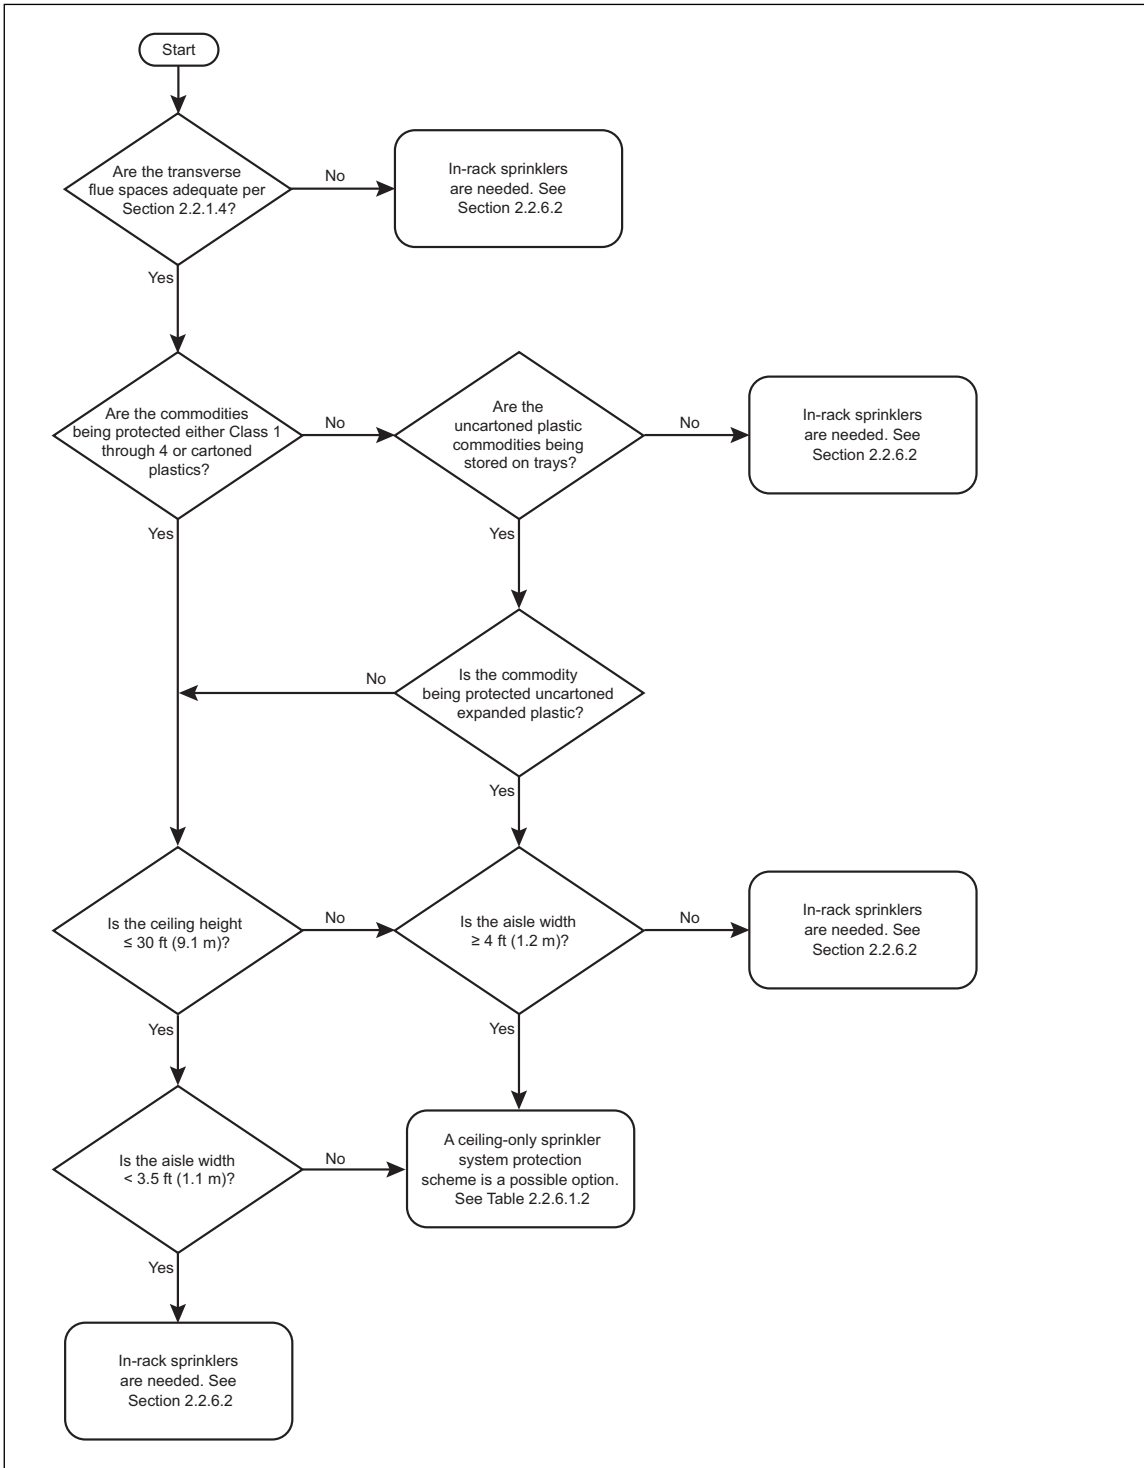 Start
Are the transverse
flue spaces adequate per
Section 2.2.1.4?
No
In-rack sprinklers
are needed. See
Section 2.2.6.2
Yes
Are the commodities
being protected either Class 1
through 4 or cartoned
plastics?
No
Are the
uncartoned plastic
commodities being
stored on trays?
No
In-rack sprinklers
are needed. See
Section 2.2.6.2
Yes
Yes
Is the commodity
being protected uncartoned
expanded plastic?
No
Yes
Is the ceiling height
≤ 30 ft (9.1 m)?
No
Is the aisle width
≥ 4 ft (1.2 m)?
No
In-rack sprinklers
are needed. See
Section 2.2.6.2
Yes
Yes
Is the aisle width
< 3.5 ft (1.1 m)?
No
A ceiling-only sprinkler
system protection
scheme is a possible option.
See Table 2.2.6.1.2
Yes
In-rack sprinklers
are needed. See
Section 2.2.6.2